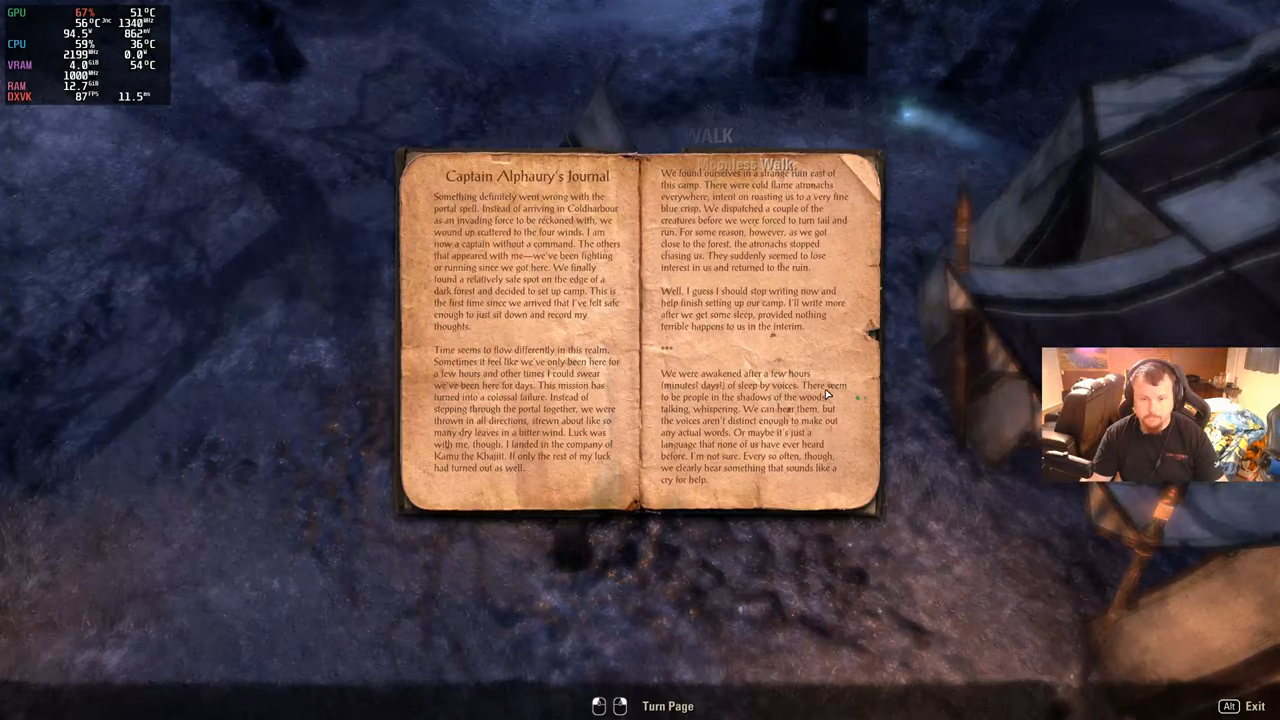 GPU 67% 51°C
56°C Jnc 1340MHz
94.5W 862mV
CPU 59% 36°C
2199MHz 0.0W
VRAM 4.0GiB 54°C
1000MHz
RAM 12.7GiB
DXVK 87FPS 11.5ms
WALK
Moonless Walk
Captain Alphaury's Journal
Something definitely went wrong with the
portal spell. Instead of arriving in Coldharbour
as an invading force to be reckoned with, we
wound up scattered to the four winds. I am
now a captain without a command. The others
that appeared with me—we've been fighting
or running since we got here. We finally
found a relatively safe spot on the edge of a
dark forest and decided to set up camp. This is
the first time since we arrived that I've felt safe
enough to just sit down and record my
thoughts.
Time seems to flow differently in this realm.
Sometimes it feel like we've only been here for
a few hours and other times I could swear
we've been here for days. This mission has
turned into a colossal failure. Instead of
stepping through the portal together, we were
thrown in all directions, strewn about like so
many dry leaves in a bitter wind. Luck was
with me, though. I landed in the company of
Kamu the Khajiit. If only the rest of my luck
had turned out as well.
We found ourselves in a strange ruin east of
this camp. There were cold flame atronachs
everywhere, intent on roasting us to a very fine
blue crisp. We dispatched a couple of the
creatures before we were forced to turn tail and
run. For some reason, however, as we got
close to the forest, the atronachs stopped
chasing us. They suddenly seemed to lose
interest in us and returned to the ruin.
Well, I guess I should stop writing now and
help finish setting up our camp. I'll write more
after we get some sleep, provided nothing
terrible happens to us in the interim.
***
We were awakened after a few hours
(minutes? days?) of sleep by voices. There seem
to be people in the shadows of the woods,
talking, whispering. We can hear them, but
the voices aren't distinct enough to make out
any actual words. Or maybe it's just a
language that none of us have ever heard
before. I'm not sure. Every so often, though,
we clearly hear something that sounds like a
cry for help.
Turn Page
Alt Exit